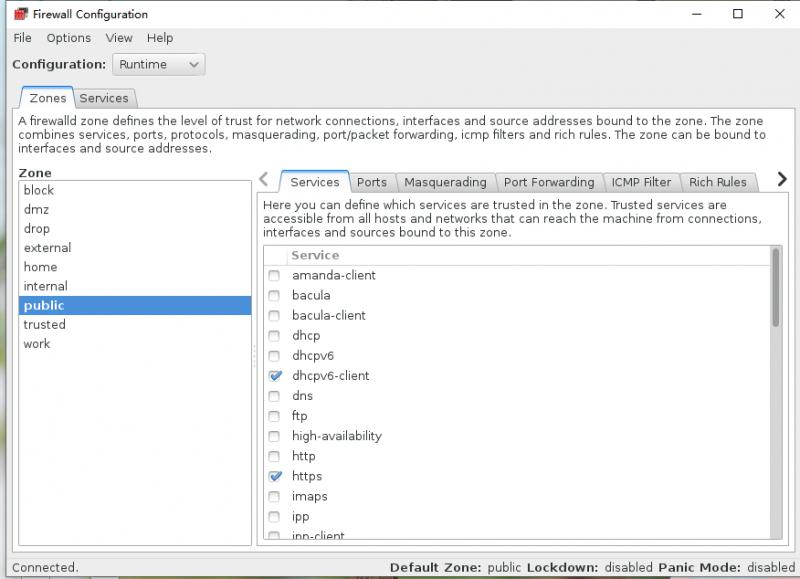 Firewall Configuration
File Options View Help
Configuration: Runtime
Zones Services
A firewalld zone defines the level of trust for network connections, interfaces and source addresses bound to the zone. The zone
combines services, ports, protocols, masquerading, port/packet forwarding, icmp filters and rich rules. The zone can be bound to
interfaces and source addresses.
Zone
block
dmz
drop
external
home
internal
public
trusted
work
Services Ports Masquerading Port Forwarding ICMP Filter Rich Rules
Here you can define which services are trusted in the zone. Trusted services are
accessible from all hosts and networks that can reach the machine from connections,
interfaces and sources bound to this zone.
Service
amanda-client
bacula
bacula-client
dhcp
dhcpv6
dhcpv6-client
dns
ftp
high-availability
http
https
imaps
ipp
ipp-client
Connected.
Default Zone: public Lockdown: disabled Panic Mode: disabled